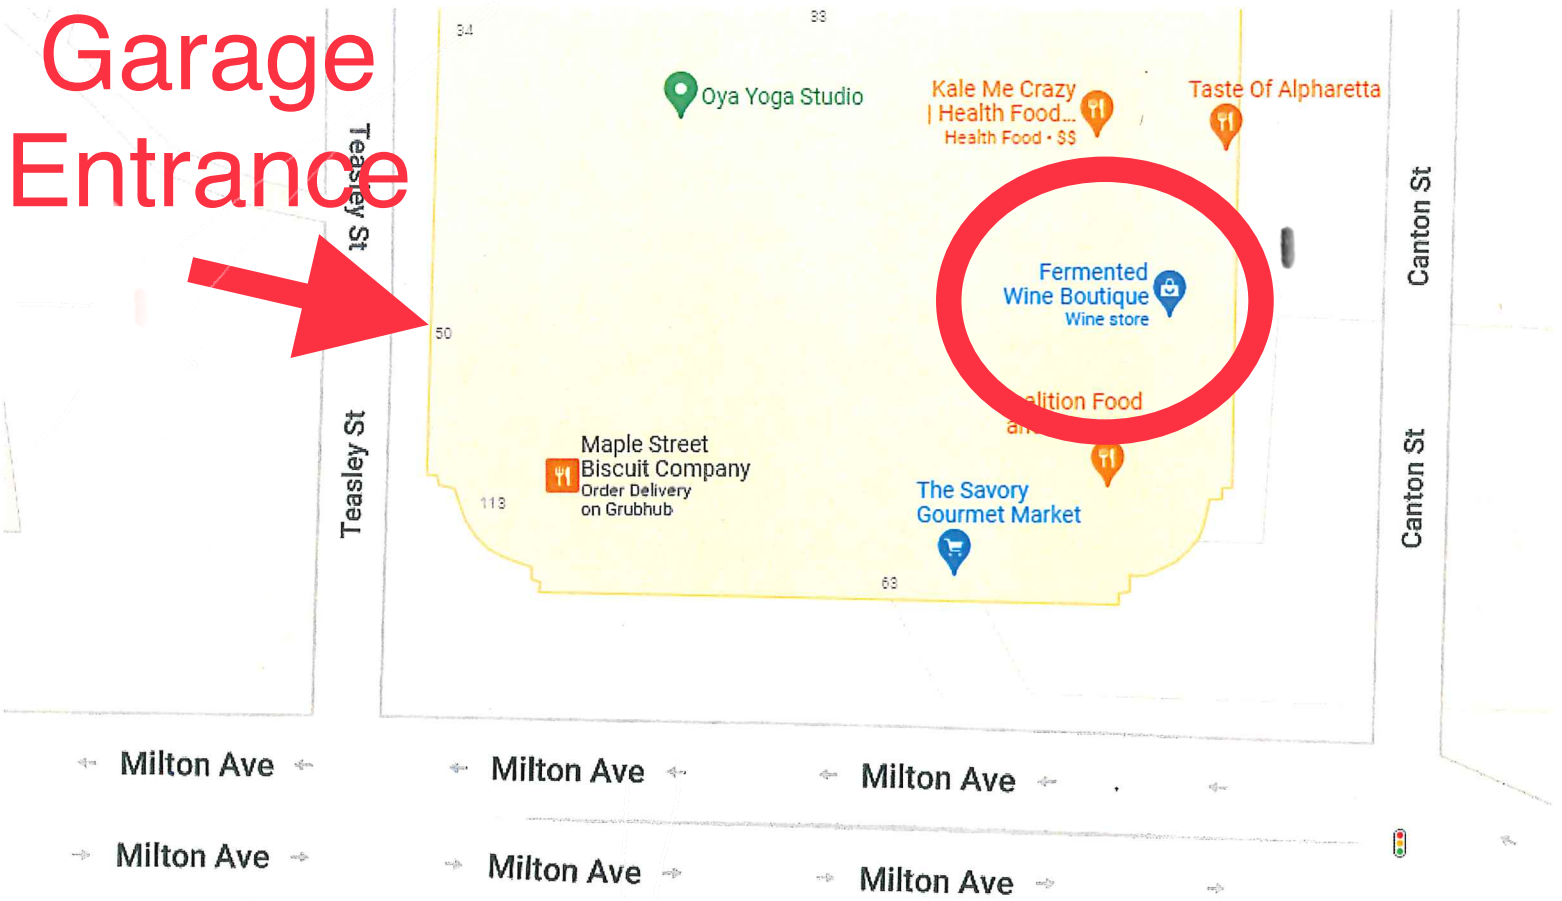 Garage
Entrance
34
33
Oya Yoga Studio
Kale Me Crazy
| Health Food...
Health Food • $$
Taste Of Alpharetta
Teasley St
Canton St
Fermented
Wine Boutique
Wine store
50
alition Food
Maple Street
Biscuit Company
Order Delivery
on Grubhub
113
The Savory
Gourmet Market
63
Teasley St
Canton St
Milton Ave
Milton Ave
Milton Ave
Milton Ave
Milton Ave
Milton Ave